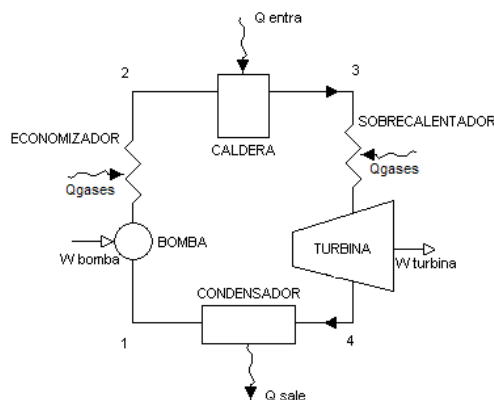 Q entra
2
3
ECONOMIZADOR
CALDERA
SOBRECALENTADOR
Qgases
Qgases
BOMBA
W bomba
TURBINA
W turbina
CONDENSADOR
1
4
Q sale